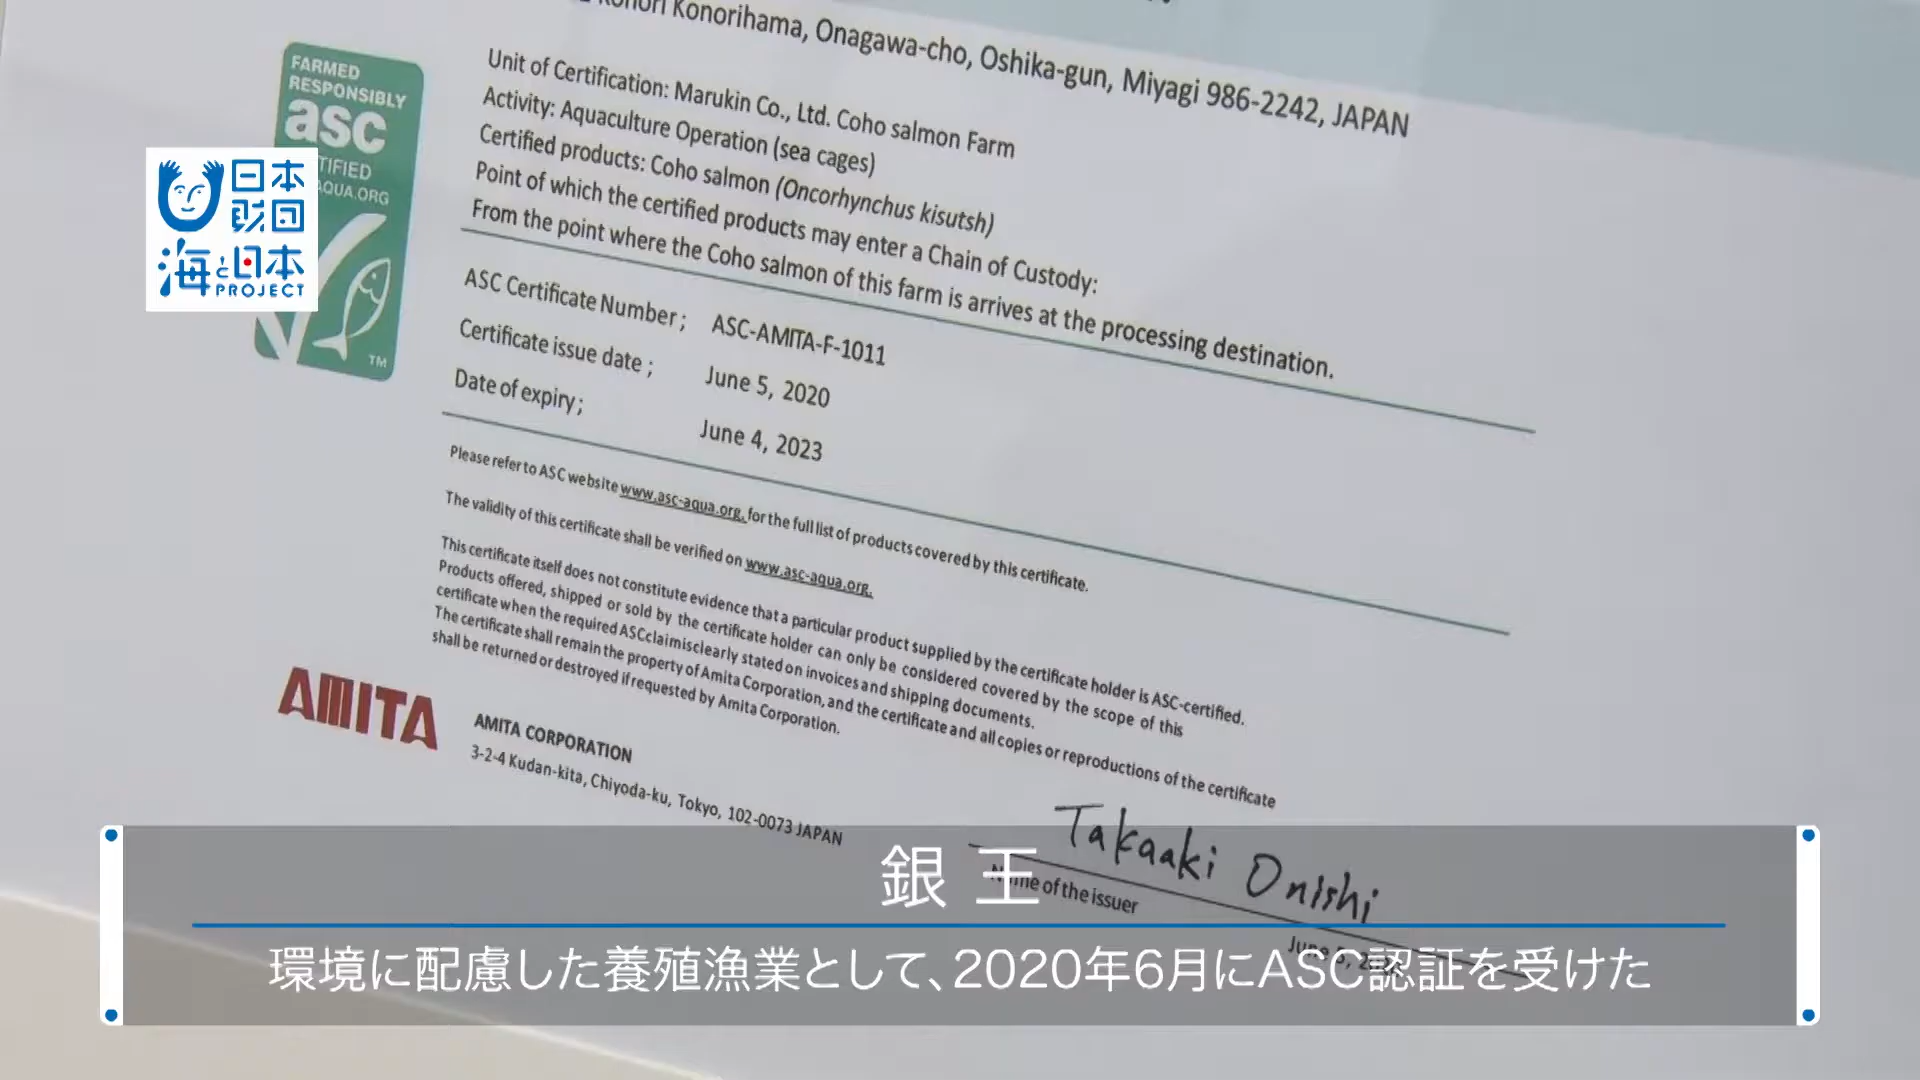 Konorihama, Onagawa-cho, Oshika-gun, Miyagi 986-2242, JAPAN
Unit of Certification: Marukin Co., Ltd. Coho salmon Farm
Activity: Aquaculture Operation (sea cages)
Certified products: Coho salmon (Oncorhynchus kisutsh)
Point of which the certified products may enter a Chain of Custody:
From the point where the Coho salmon of this farm is arrives at the processing destination.
FARMED
RESPONSIBLY
asc
TIFIED
AQUA.ORG
TM
日本
財団
海と日本
PROJECT
ASC Certificate Number ; ASC-AMITA-F-1011
Certificate issue date ; June 5, 2020
Date of expiry ; June 4, 2023
Please refer to ASC website www.asc-aqua.org. for the full list of products covered by this certificate.
The validity of this certificate shall be verified on www.asc-aqua.org.
This certificate itself does not constitute evidence that a particular product supplied by the certificate holder is ASC-certified.
Products offered, shipped or sold by the certificate holder can only be considered covered by the scope of this
certificate when the required ASC claim is clearly stated on invoices and shipping documents.
The certificate shall remain the property of Amita Corporation, and the certificate and all copies or reproductions of the certificate
shall be returned or destroyed if requested by Amita Corporation.
AMITA
AMITA CORPORATION
3-2-4 Kudan-kita, Chiyoda-ku, Tokyo, 102-0073 JAPAN
Takaaki Onishi
Name of the issuer
銀王
環境に配慮した養殖漁業として、2020年6月にASC認証を受けた